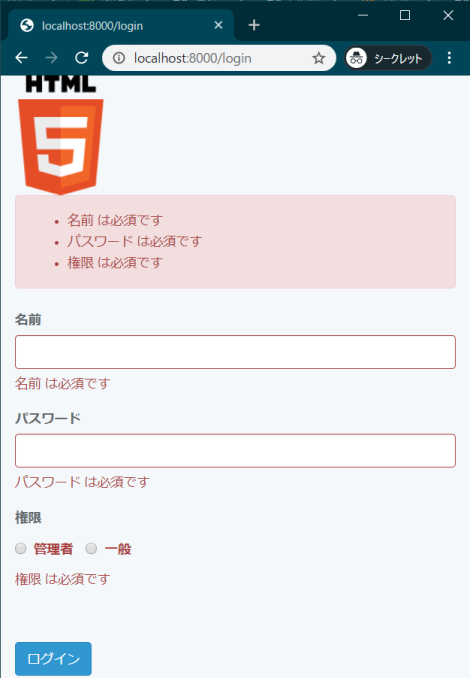 localhost:8000/login
localhost:8000/login
シークレット
HTML
5
名前 は必須です
パスワード は必須です
権限 は必須です
名前
名前 は必須です
パスワード
パスワード は必須です
権限
管理者 一般
権限 は必須です
ログイン